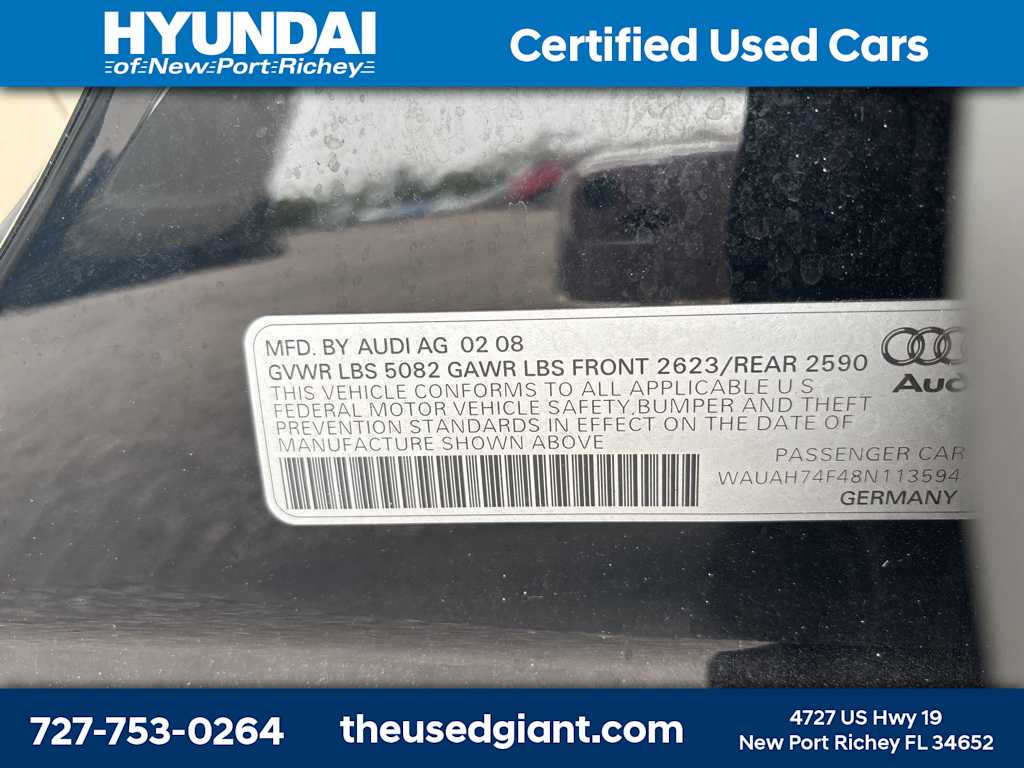 HYUNDAI
of New Port Richey
Certified Used Cars
MFD. BY AUDI AG 02 08
GVWR LBS 5082 GAWR LBS FRONT 2623/REAR 2590
THIS VEHICLE CONFORMS TO ALL APPLICABLE U S
FEDERAL MOTOR VEHICLE SAFETY,BUMPER AND THEFT
PREVENTION STANDARDS IN EFFECT ON THE DATE OF
MANUFACTURE SHOWN ABOVE
Aud
PASSENGER CAR
WAUAH74F48N113594
GERMANY
727-753-0264
theusedgiant.com
4727 US Hwy 19
New Port Richey FL 34652